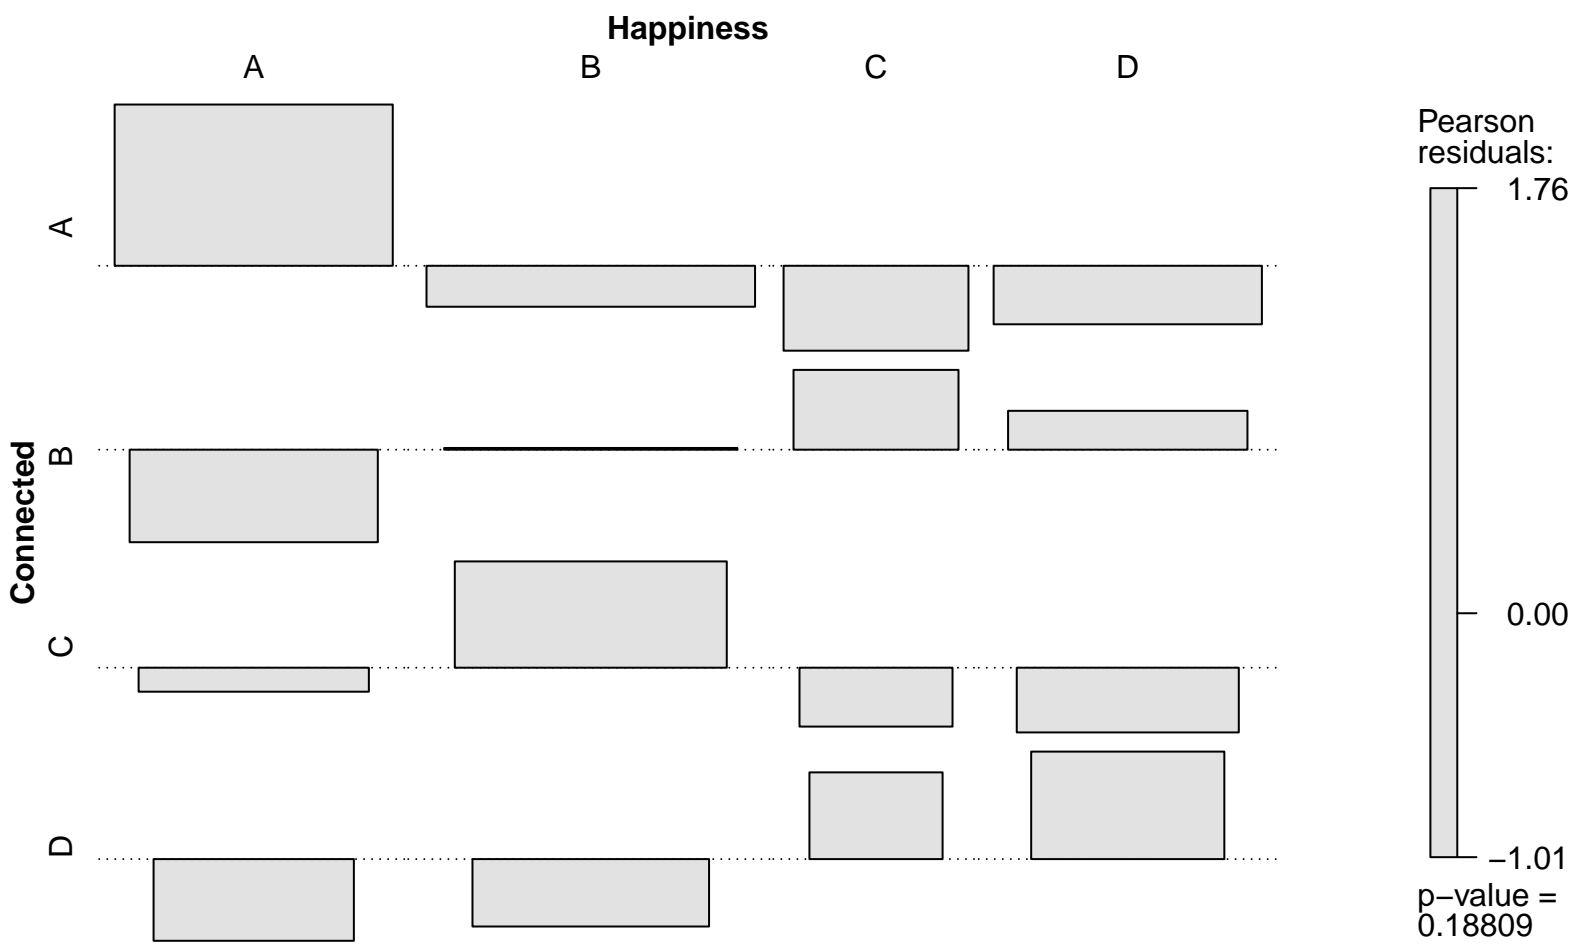 Happiness
A B C D
Connected
A
B
C
D
Pearson
residuals:
1.76
0.00
−1.01
p−value =
0.18809